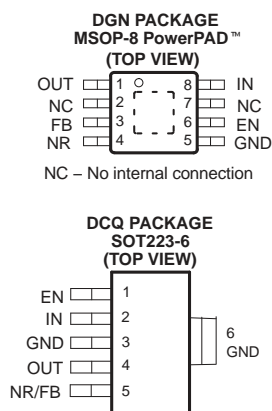 DGN PACKAGE
MSOP-8 PowerPAD™
(TOP VIEW)
OUT 1 8 IN
NC 2 7 NC
FB 3 6 EN
NR 4 5 GND
NC – No internal connection
DCQ PACKAGE
SOT223-6
(TOP VIEW)
EN 1
IN 2
GND 3
OUT 4
NR/FB 5
6
GND